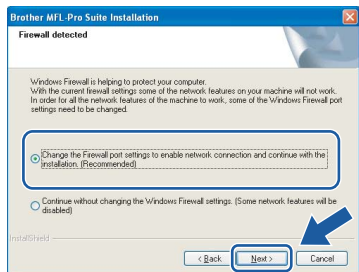 Brother MFL-Pro Suite Installation
Firewall detected
Windows Firewall is helping to protect your computer.
With the current firewall settings some of the network features on your machine will not work.
In order for all the network features of the machine to work, some of the Windows Firewall port
settings need to be changed.
Change the Firewall port settings to enable network connection and continue with the
installation. (Recommended)
Continue without changing the Windows Firewall settings. (Some network features will be
disabled)
InstallShield
< Back
Next >
Cancel